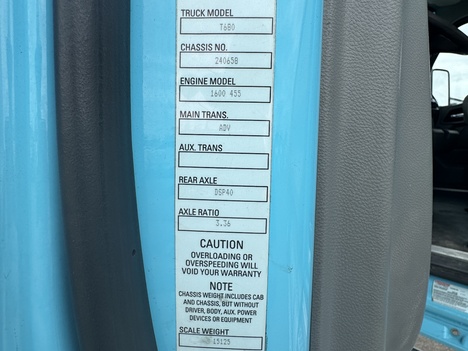 TRUCK MODEL
T680
CHASSIS NO.
240658
ENGINE MODEL
1600 455
MAIN TRANS.
ADV
AUX. TRANS
REAR AXLE
DSP40
AXLE RATIO
3.36
CAUTION
OVERLOADING OR
OVERSPEEDING WILL
VOID YOUR WARRANTY
NOTE
CHASSIS WEIGHT INCLUDES CAB
AND CHASSIS, BUT WITHOUT
DRIVER, BODY, AUX. POWER
DEVICES OR EQUIPMENT
SCALE WEIGHT
15125